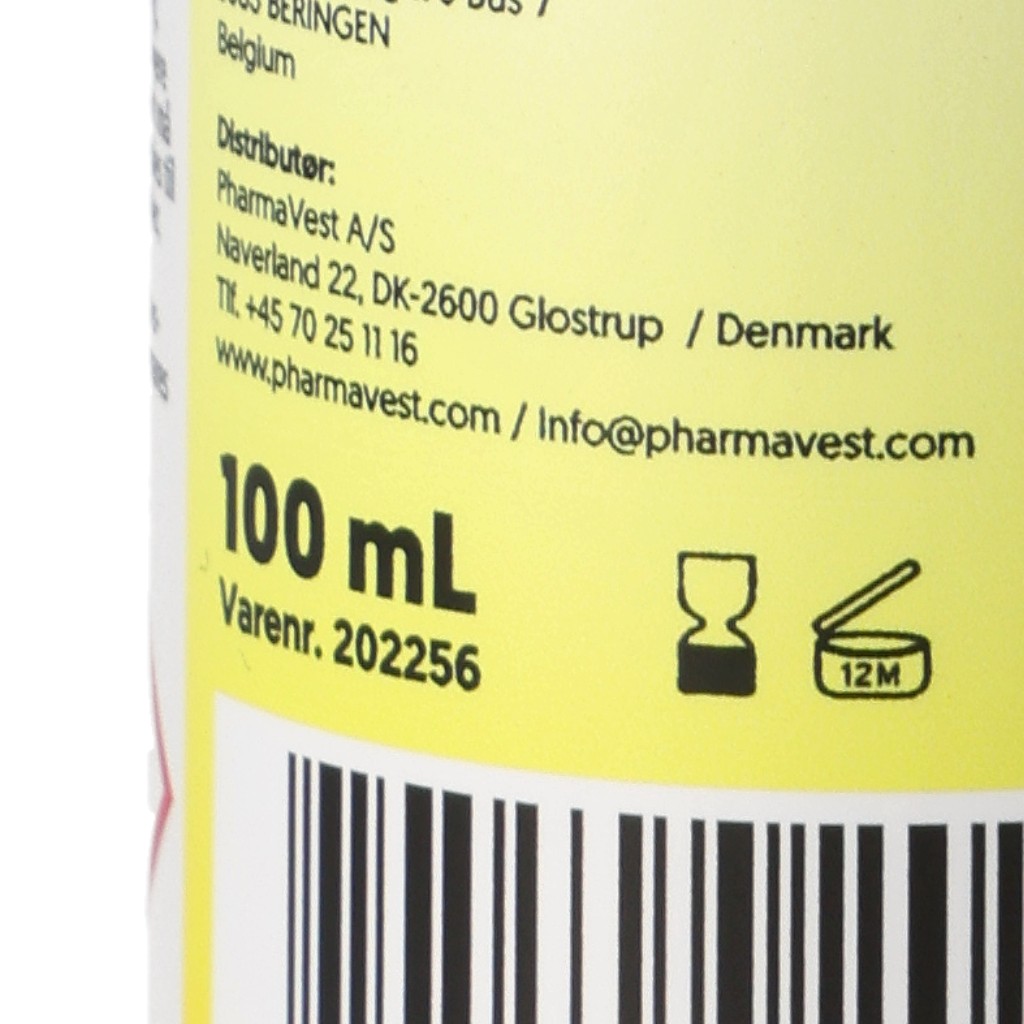 BERINGEN
Belgium
Distributør:
PharmaVest A/S
Naverland 22, DK-2600 Glostrup / Denmark
Tlf. +45 70 25 11 16
www.pharmavest.com / Info@pharmavest.com
100 mL
Varenr. 202256
12M